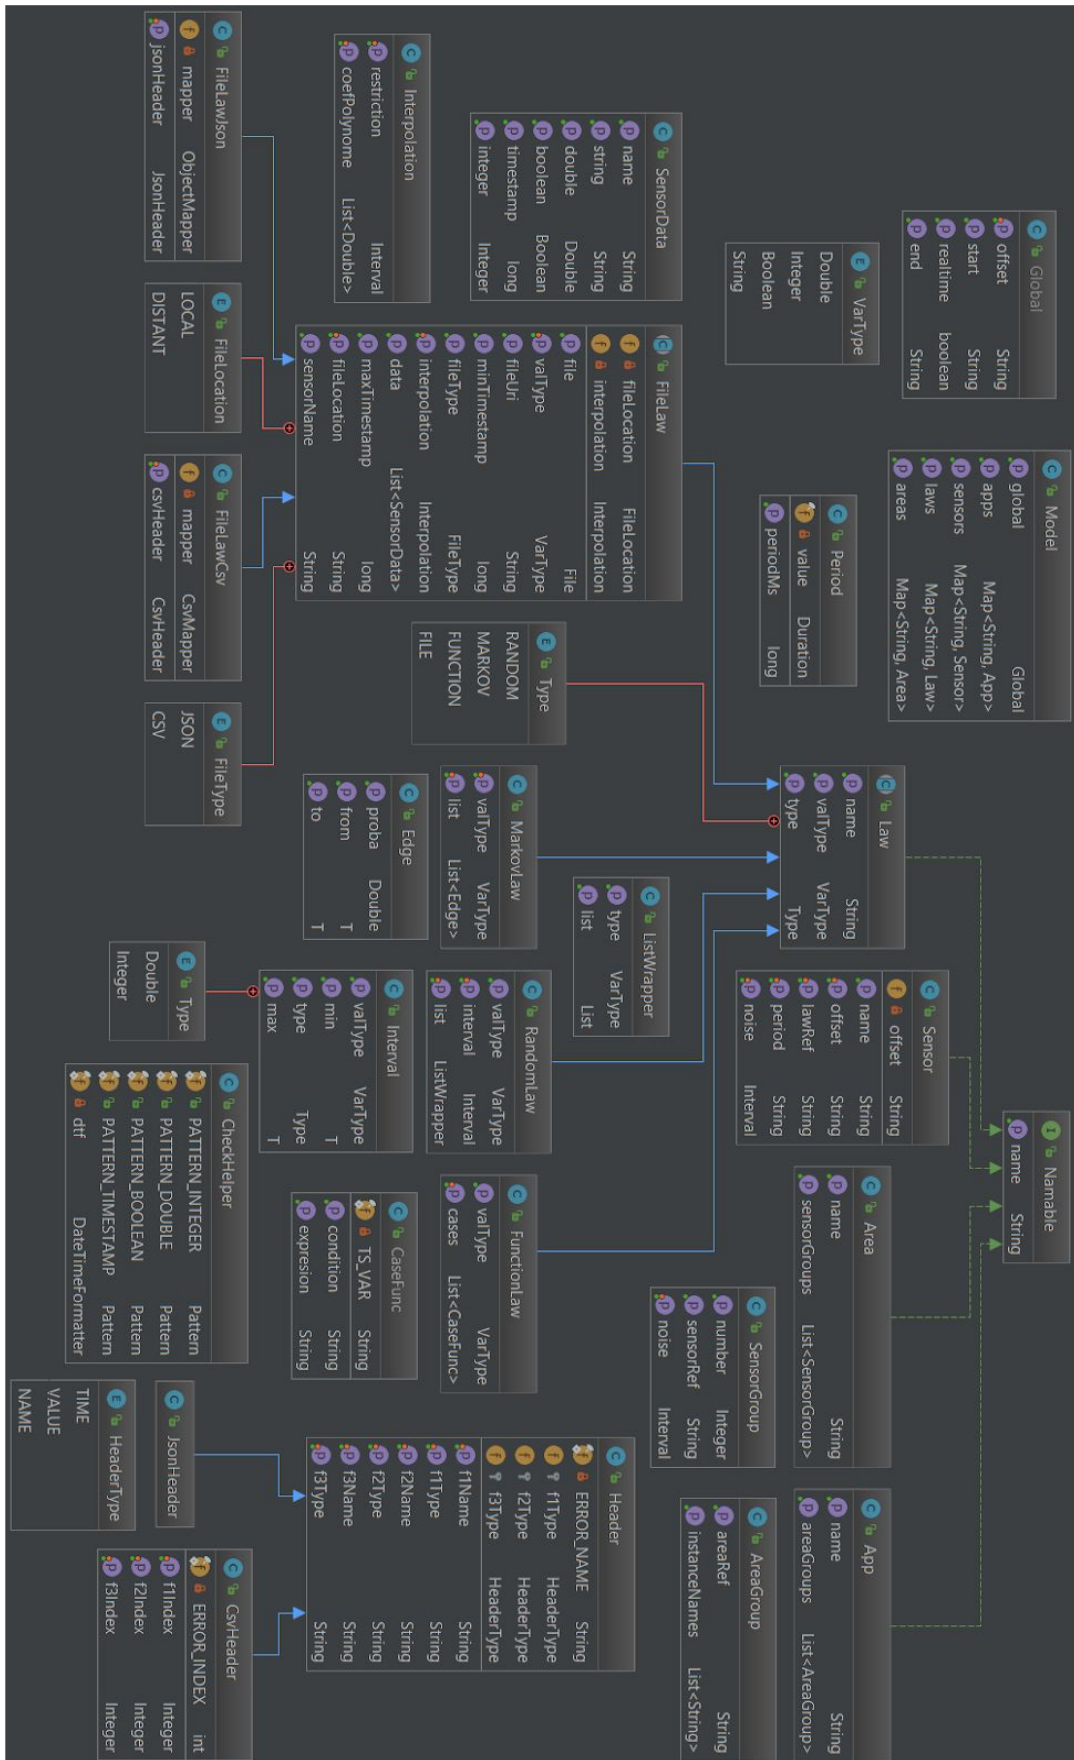 Namable
name String
Model
global Global
apps Map<String, App>
sensors Map<String, Sensor>
laws Map<String, Law>
areas Map<String, Area>
Global
offset String
start String
realtime boolean
end String
VarType
Double
Integer
Boolean
String
Period
value Duration
periodMs long
Law
name String
valType VarType
type Type
Sensor
offset String
name String
offset String
lawRef String
period String
noise Interval
Area
name String
sensorGroups List<SensorGroup>
App
name String
areaGroups List<AreaGroup>
SensorGroup
number Integer
sensorRef String
noise Interval
AreaGroup
areaRef String
instanceNames List<String>
SensorData
name String
string String
double Double
boolean Boolean
timestamp long
integer Integer
FileLaw
fileLocation FileLocation
interpolation Interpolation
file File
valType VarType
fileUri String
minTimestamp long
fileType FileType
interpolation Interpolation
data List<SensorData>
maxTimestamp long
fileLocation String
sensorName String
Type
RANDOM
MARKOV
FUNCTION
FILE
ListWrapper
type VarType
list List
Header
ERROR_NAME String
f1Type HeaderType
f2Type HeaderType
f3Type HeaderType
f1Name String
f1Type String
f2Name String
f2Type String
f3Name String
f3Type String
MarkovLaw
valType VarType
list List<Edge>
RandomLaw
valType VarType
interval Interval
list ListWrapper
FunctionLaw
valType VarType
cases List<CaseFunc>
Interpolation
restriction Interval
coefPolynome List<Double>
Edge
proba Double
from T
to T
Interval
valType VarType
min T
type Type
max T
CaseFunc
TS_VAR String
condition String
expresion String
FileLawJson
mapper ObjectMapper
jsonHeader JsonHeader
FileLocation
LOCAL
DISTANT
FileLawCsv
mapper CsvMapper
csvHeader CsvHeader
FileType
JSON
CSV
Type
Double
Integer
CheckHelper
PATTERN_INTEGER Pattern
PATTERN_DOUBLE Pattern
PATTERN_BOOLEAN Pattern
PATTERN_TIMESTAMP Pattern
dtf DateTimeFormatter
JsonHeader
HeaderType
TIME
VALUE
NAME
CsvHeader
ERROR_INDEX int
f1Index Integer
f2Index Integer
f3Index Integer